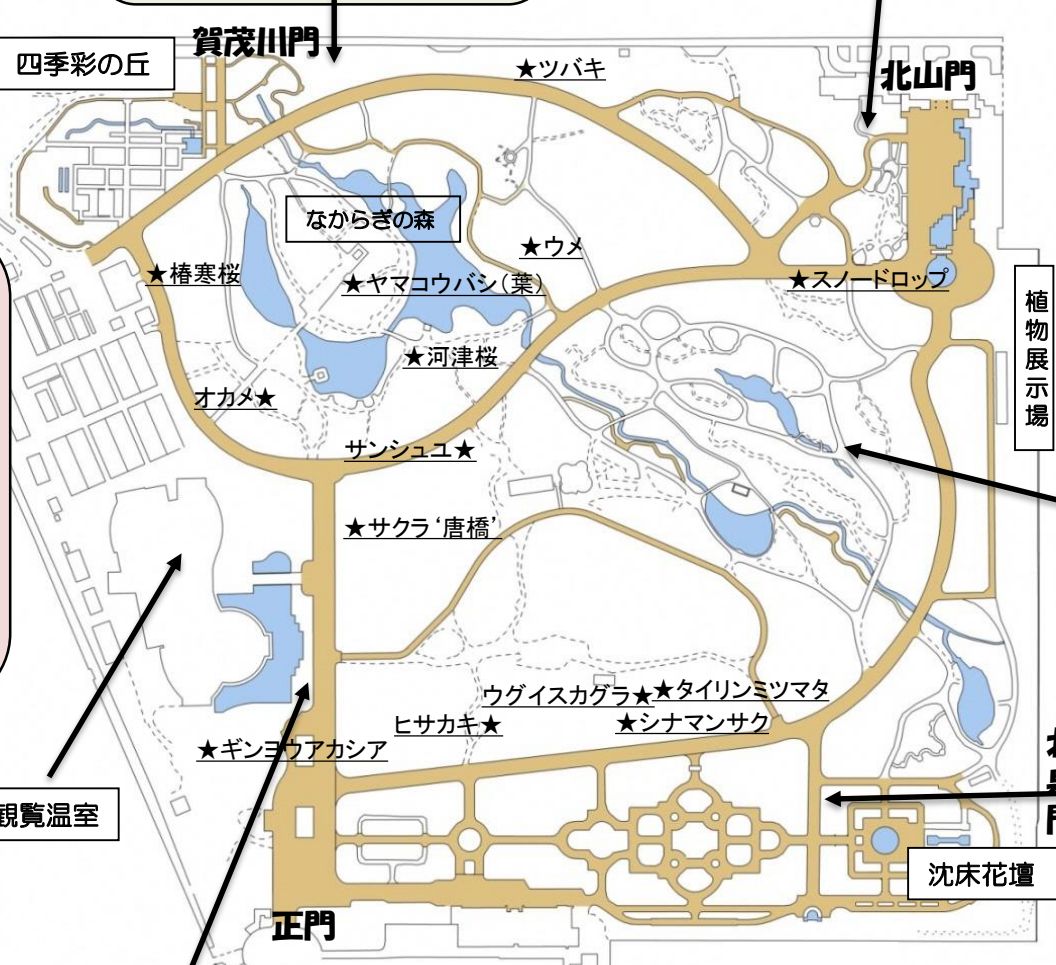 賀茂川門
四季彩の丘
★ツバキ
北山門
なからぎの森
★ウメ
★椿寒桜
★ヤマコウバシ（葉）
★スノードロップ
植物展示場
★河津桜
オカメ★
サンシュユ★
★サクラ‘唐橋’
ウグイスカグラ★
★タイリンミツマタ
ヒサカキ★
★シナマンサク
★ギンヨウアカシア
観覧温室
沈床花壇
正門